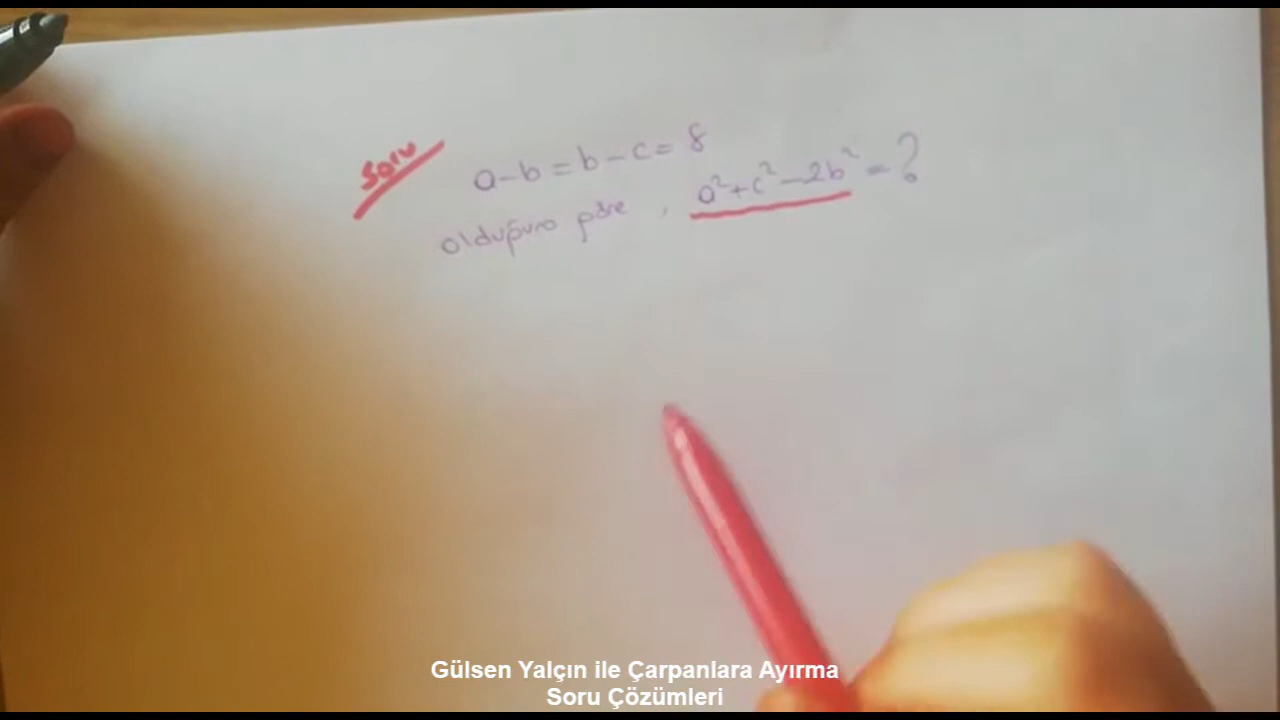 Soru
a-b=b-c=8
olduğuna göre, a²+c²-2b²=?
Gülsen Yalçın ile Çarpanlara Ayırma
Soru Çözümleri